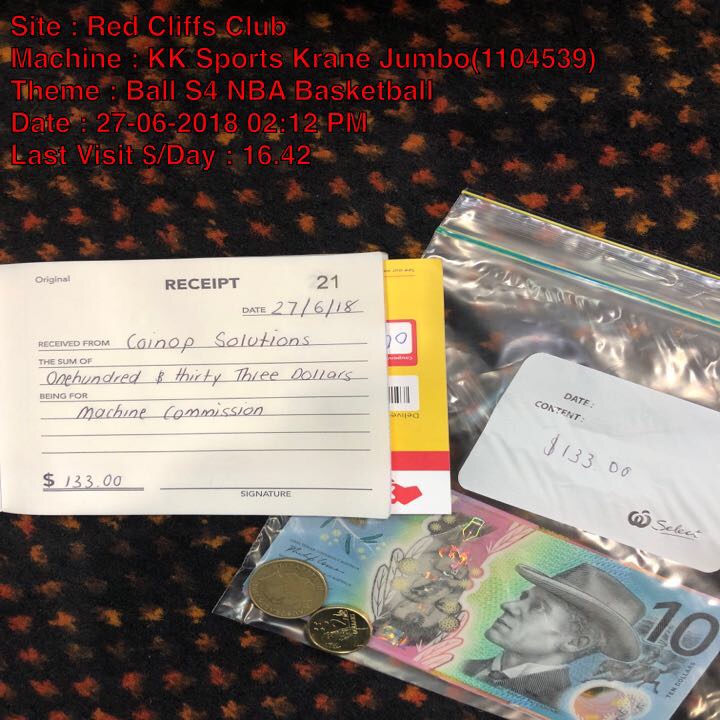 Site : Red Cliffs Club
Machine : KK Sports Krane Jumbo(1104539)
Theme : Ball S4 NBA Basketball
Date : 27-06-2018 02:12 PM
Last Visit $/Day : 16.42
Original RECEIPT 21
DATE 27/6/18
RECEIVED FROM Coinop Solutions
THE SUM OF
Onehundred & thirty Three Dollars
BEING FOR
Machine Commission
$ 133.00
SIGNATURE
Coupon
Delive
DATE:
CONTENT:
$133.00
Select
10
TEN DOLLARS